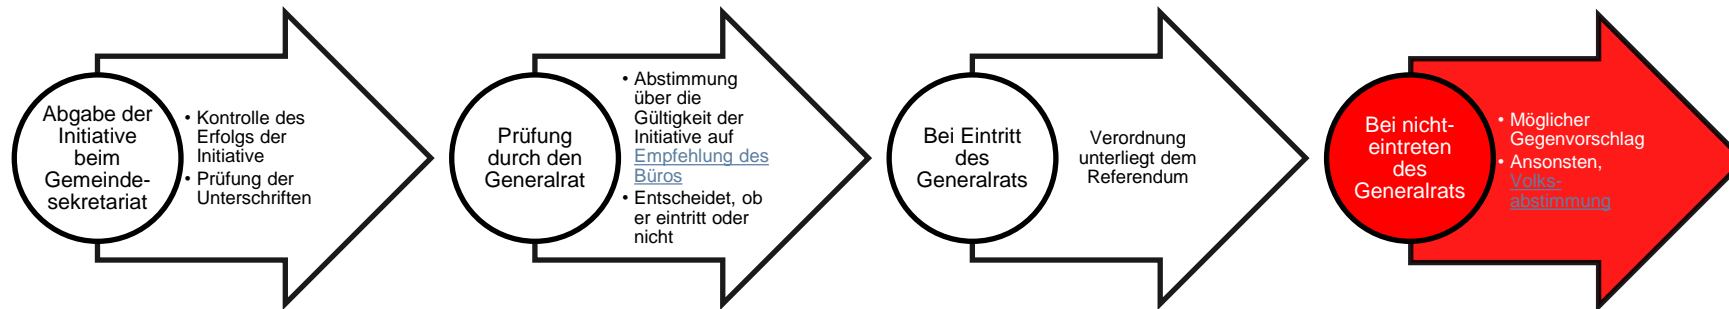 Abgabe der
Initiative
beim
Gemeinde-
sekretariat
• Kontrolle des
Erfolgs der
Initiative
• Prüfung der
Unterschriften
Prüfung
durch den
Generalrat
• Abstimmung
über die
Gültigkeit der
Initiative auf
Empfehlung des
Büros
• Entscheidet, ob
er eintritt oder
nicht
Bei Eintritt
des
Generalrats
Verordnung
unterliegt dem
Referendum
Bei nicht-
eintreten
des
Generalrats
• Möglicher
Gegenvorschlag
• Ansonsten,
Volks-
abstimmung